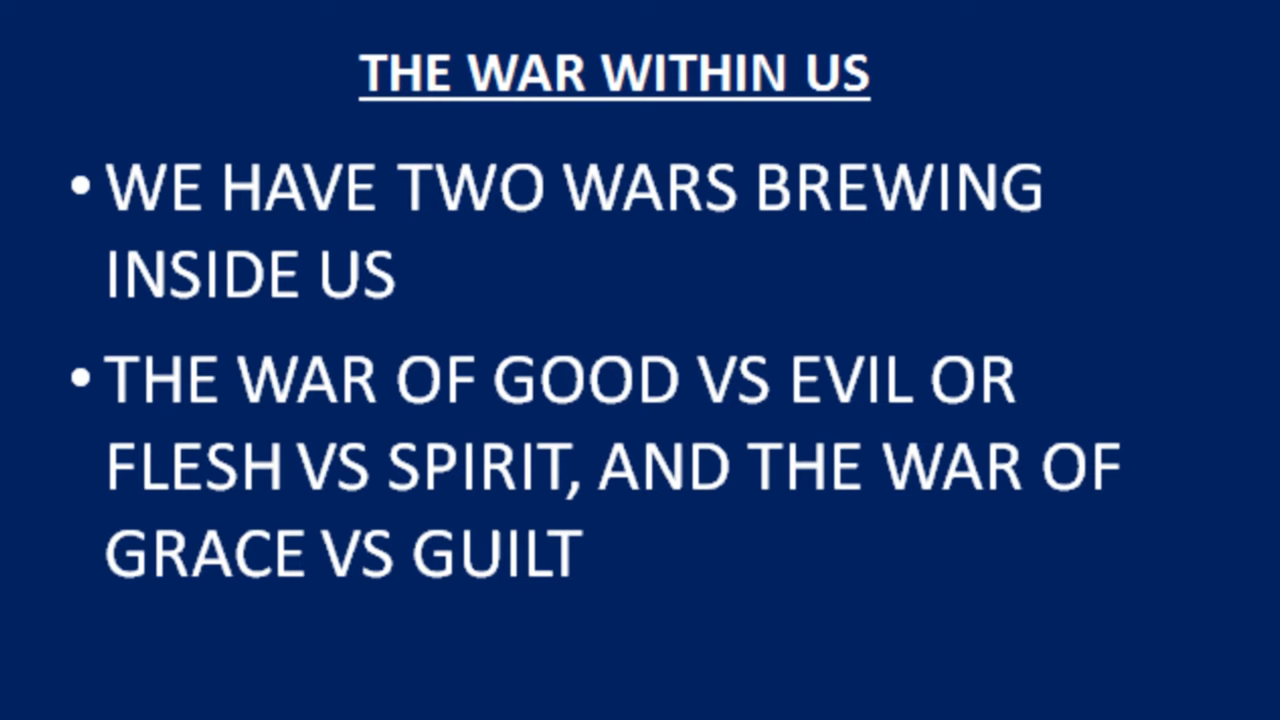 THE WAR WITHIN US
• WE HAVE TWO WARS BREWING
INSIDE US
• THE WAR OF GOOD VS EVIL OR
FLESH VS SPIRIT, AND THE WAR OF
GRACE VS GUILT